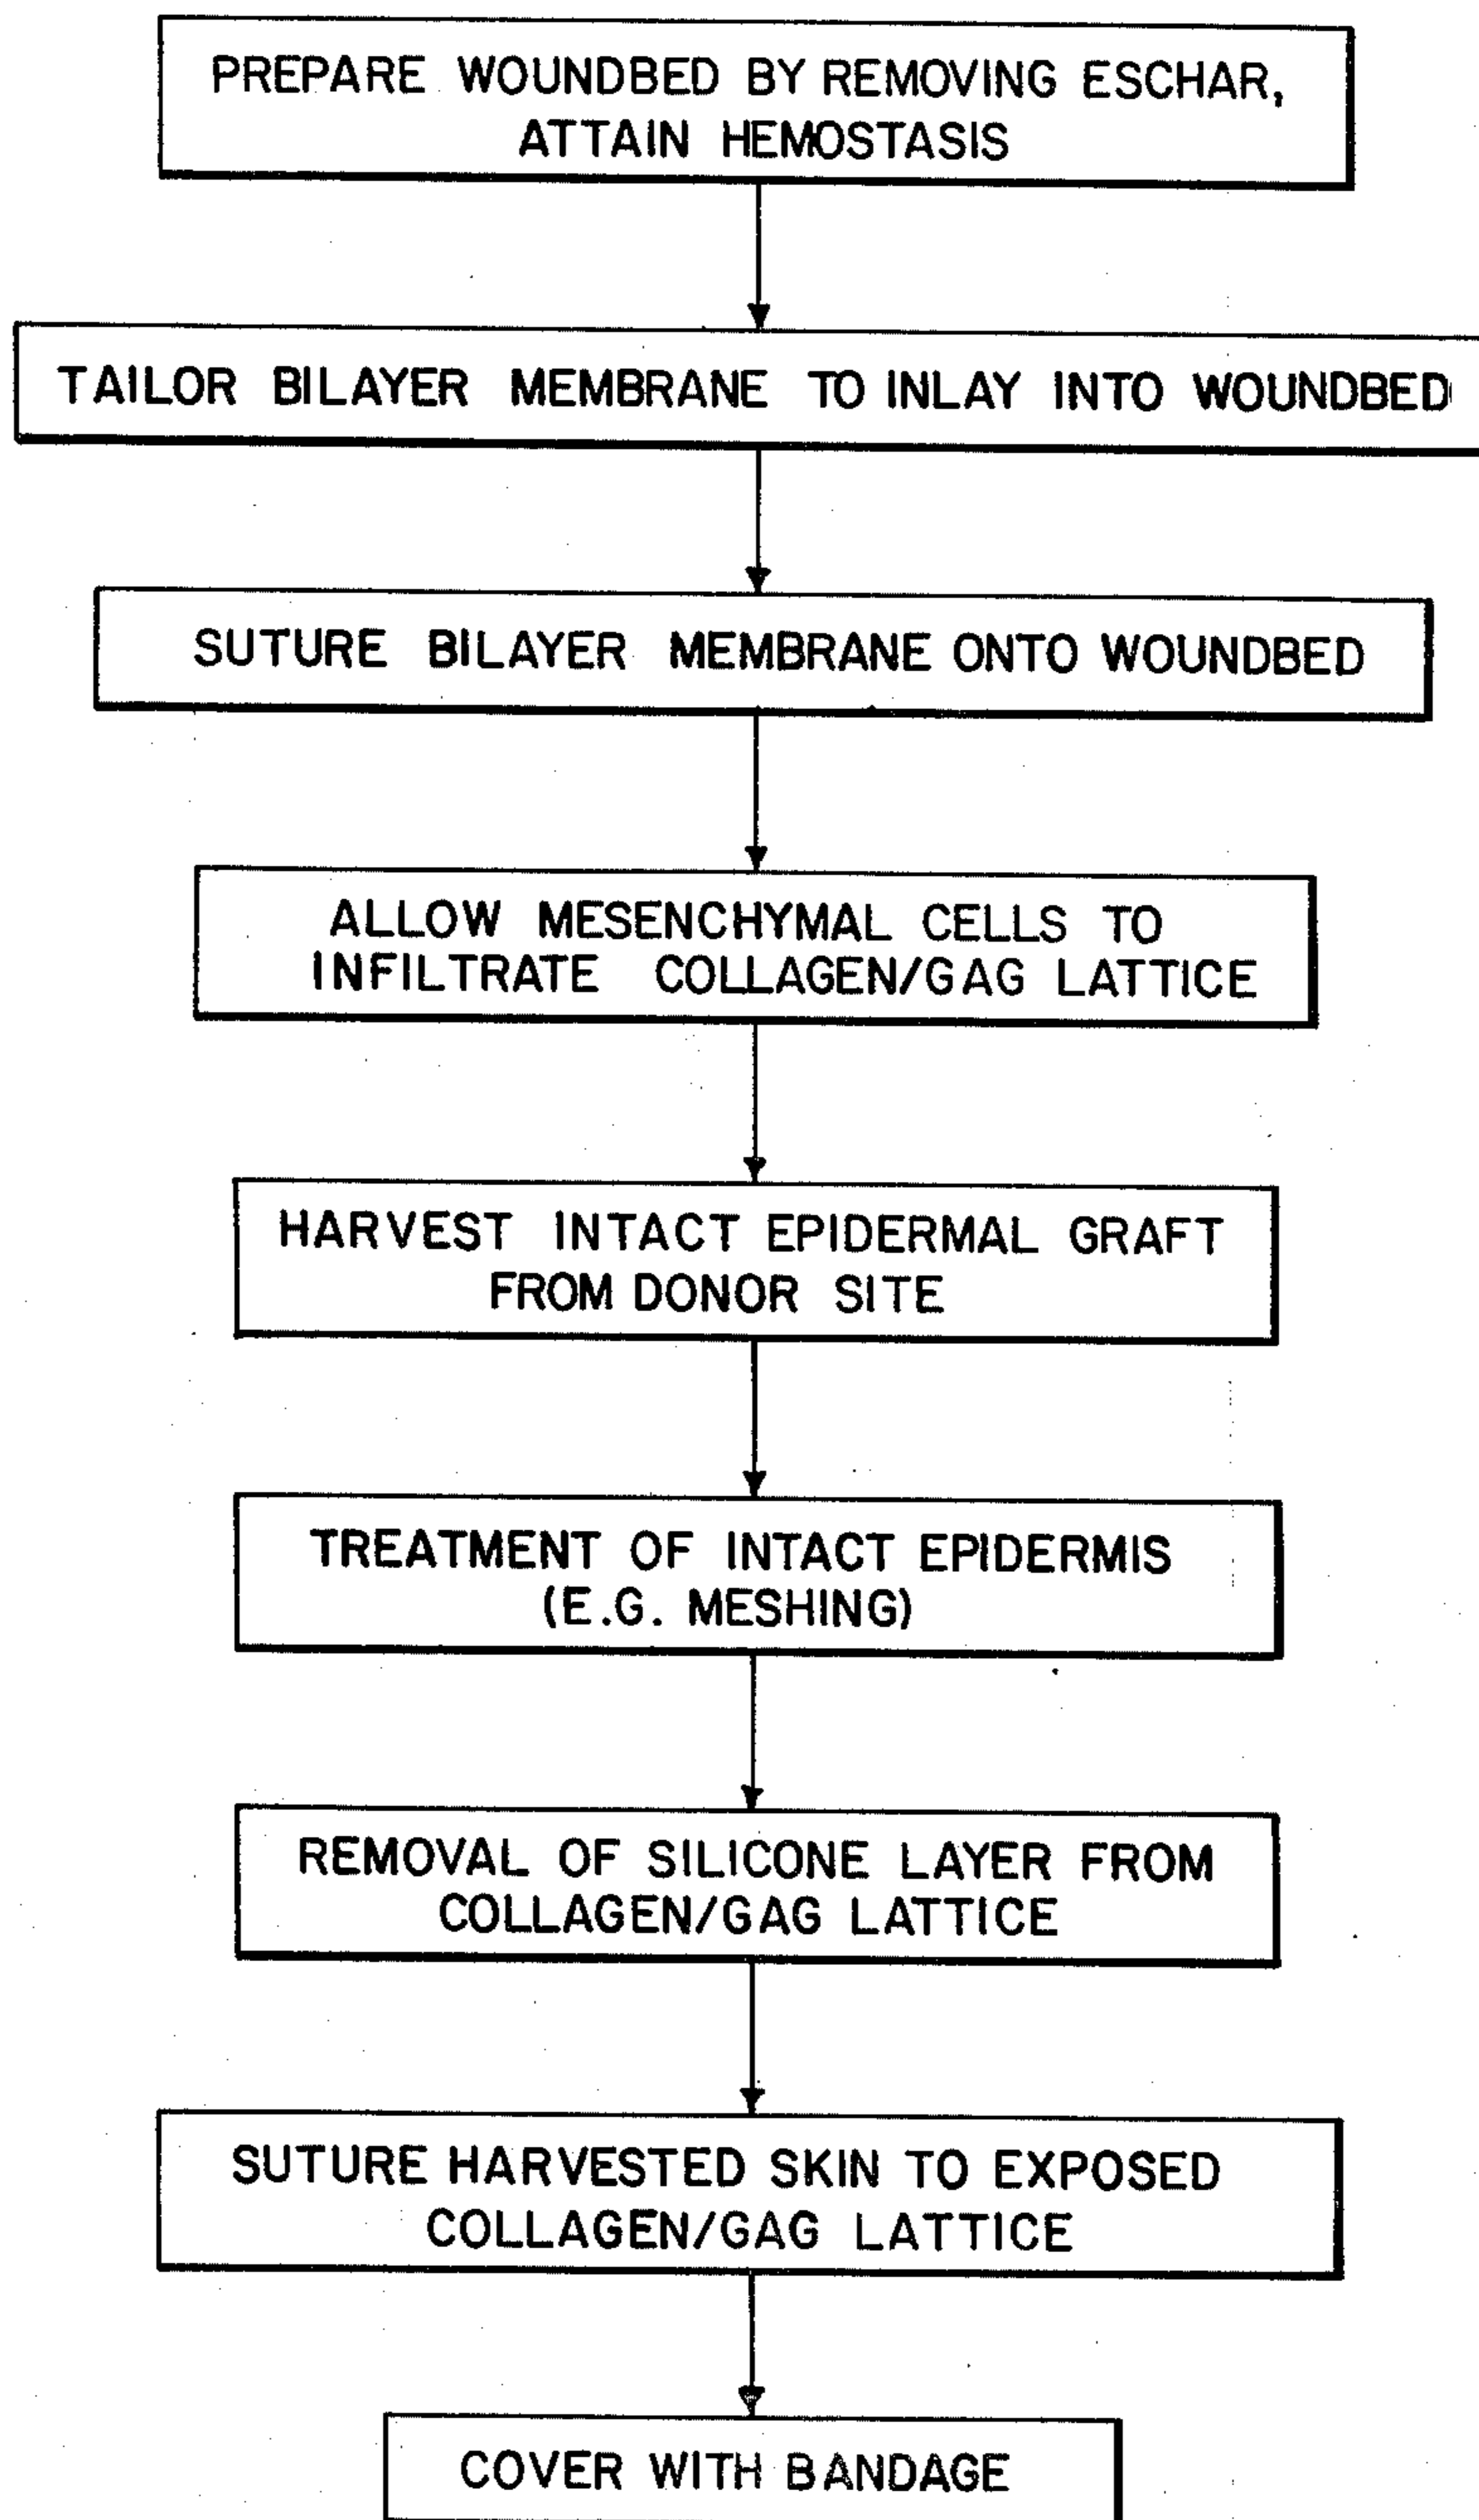 PREPARE WOUNDBED BY REMOVING ESCHAR,
ATTAIN HEMOSTASIS
TAILOR BILAYER MEMBRANE TO INLAY INTO WOUNDBED
SUTURE BILAYER MEMBRANE ONTO WOUNDBED
ALLOW MESENCHYMAL CELLS TO
INFILTRATE COLLAGEN/GAG LATTICE
HARVEST INTACT EPIDERMAL GRAFT
FROM DONOR SITE
TREATMENT OF INTACT EPIDERMIS
(E.G. MESHING)
REMOVAL OF SILICONE LAYER FROM
COLLAGEN/GAG LATTICE
SUTURE HARVESTED SKIN TO EXPOSED
COLLAGEN/GAG LATTICE
COVER WITH BANDAGE